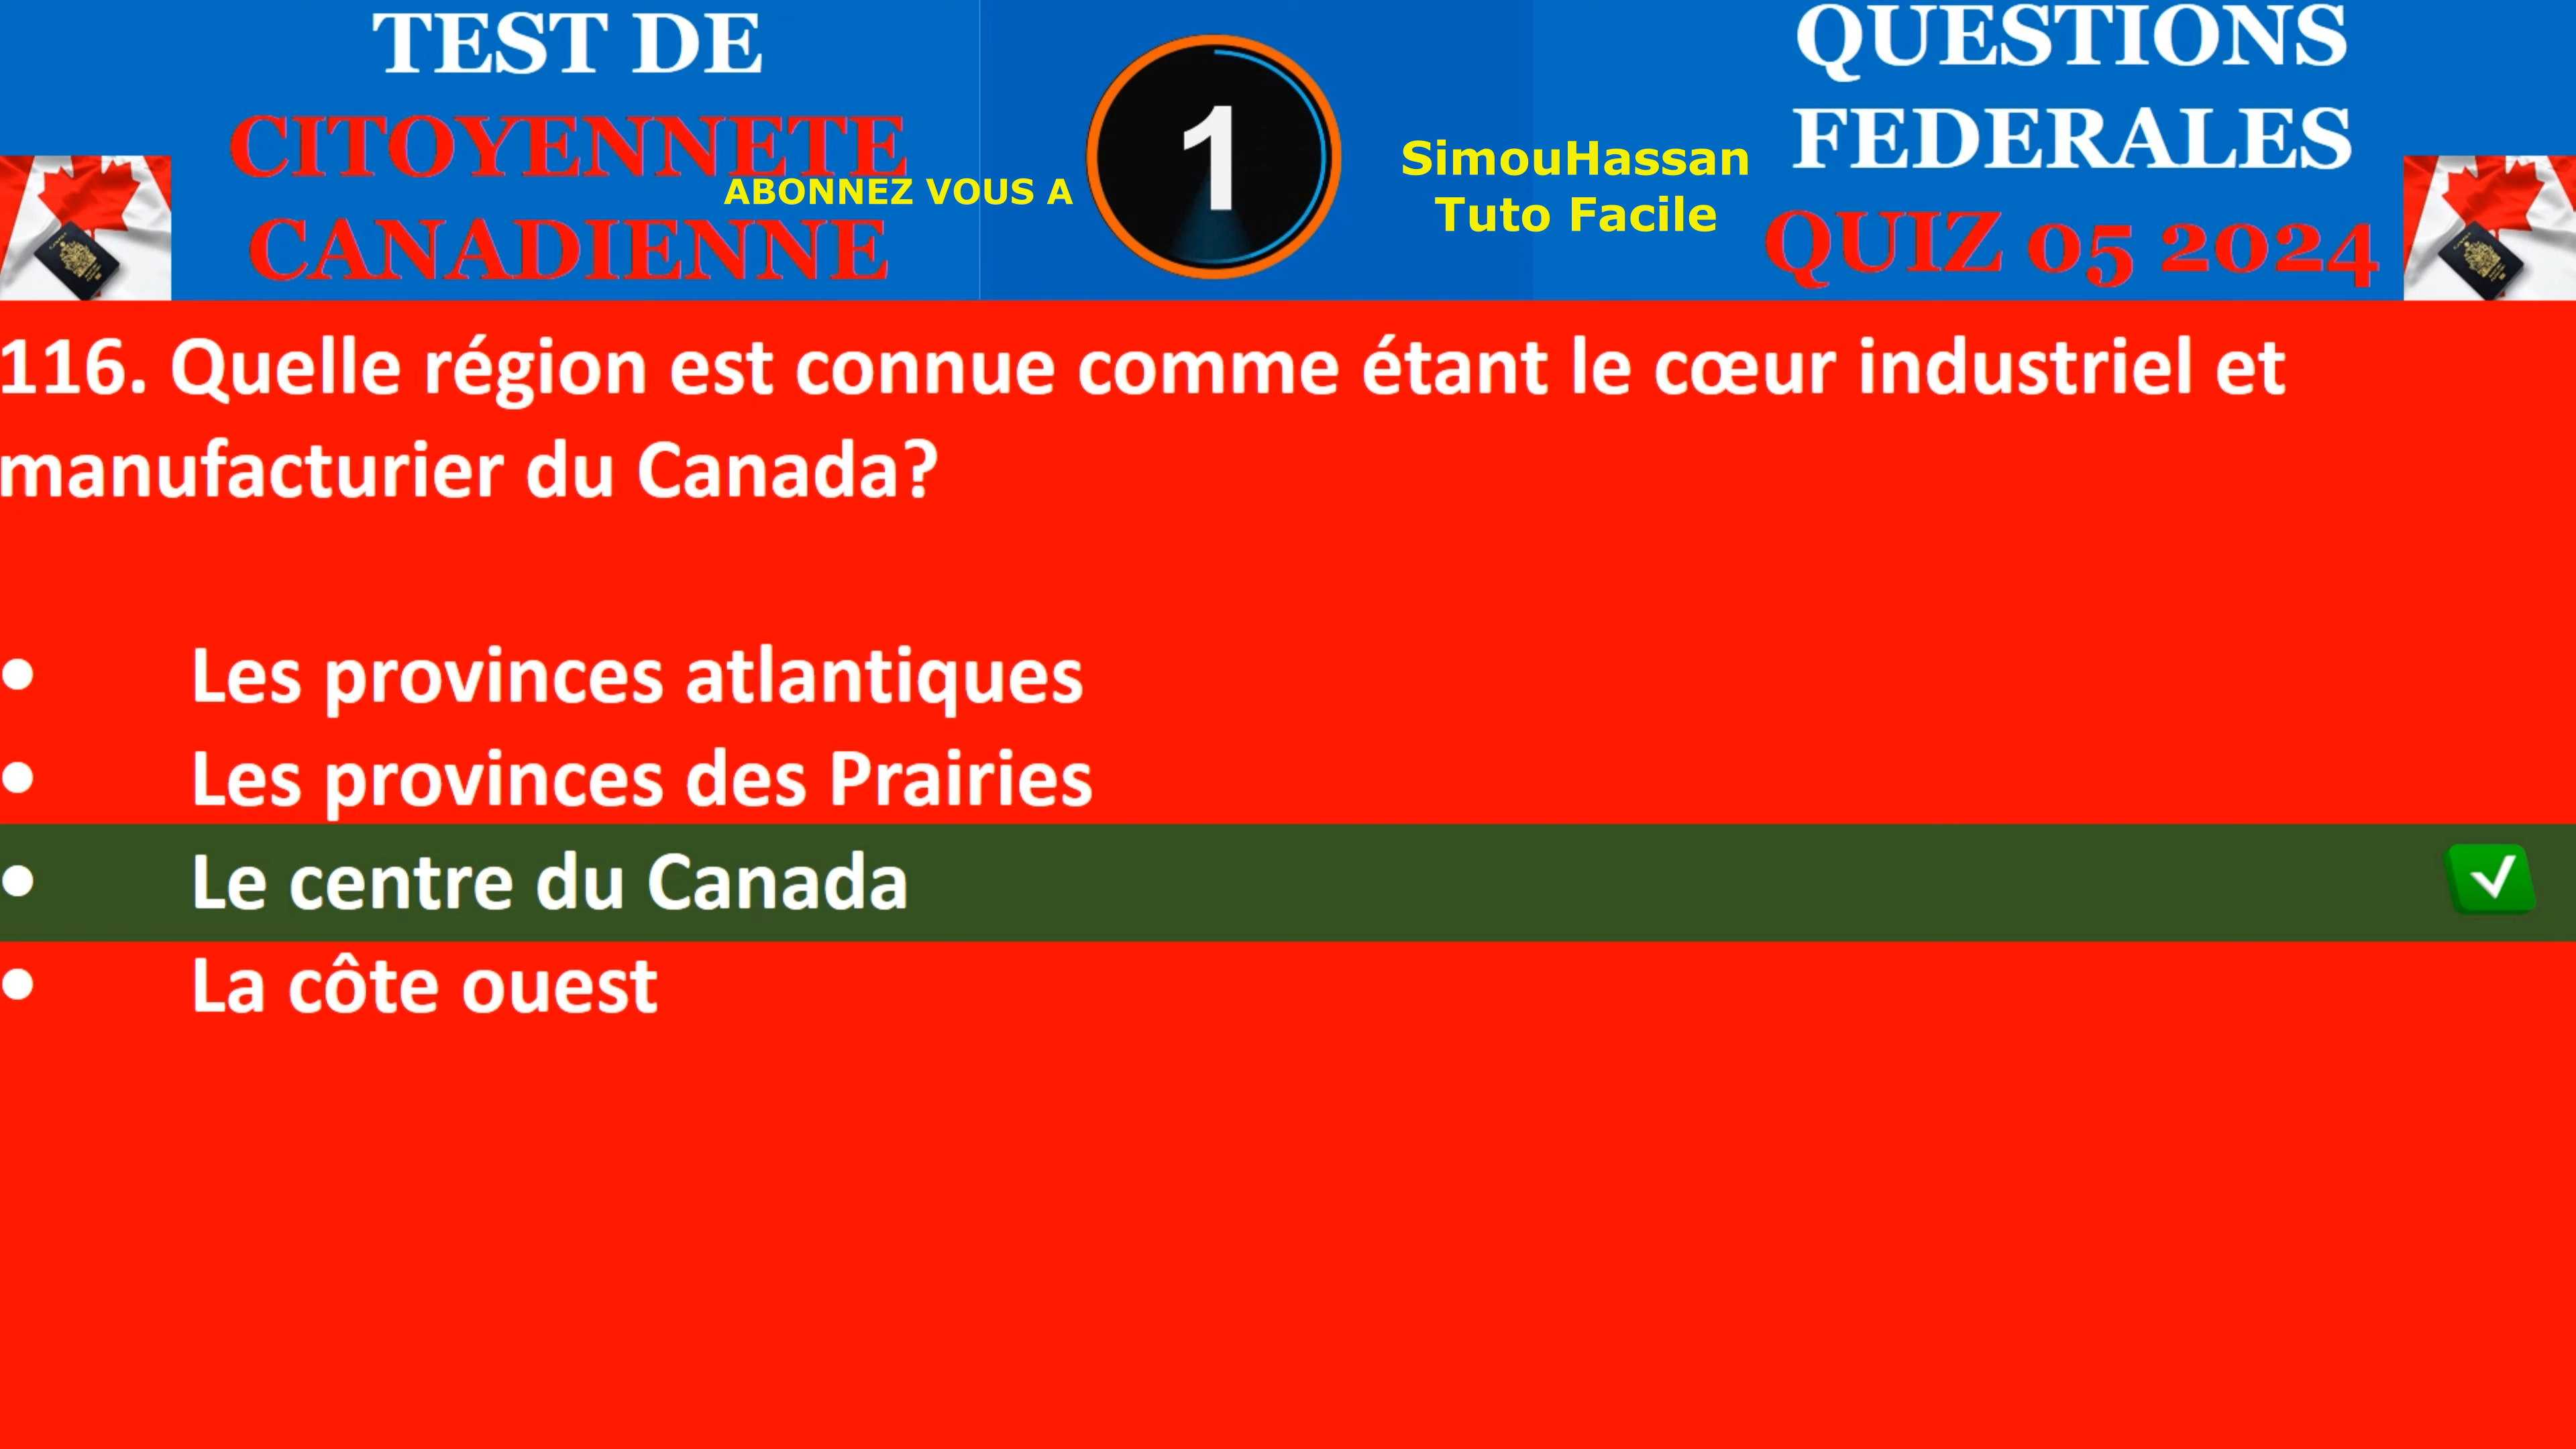 TEST DE
CITOYENNETE
CANADIENNE
ABONNEZ VOUS A
1
SimouHassan
Tuto Facile
QUESTIONS
FEDERALES
QUIZ 05 2024
116. Quelle région est connue comme étant le cœur industriel et
manufacturier du Canada?
• Les provinces atlantiques
• Les provinces des Prairies
• Le centre du Canada
• La côte ouest